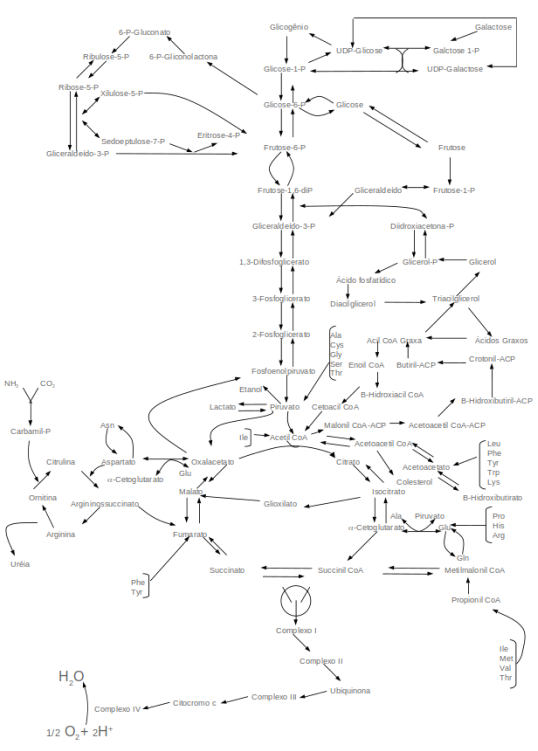 Glicogênio
Galactose
6-P-Gluconato
UDP-Glicose
Galctose 1-P
Ribulose-5-P
6-P-Gliconolactona
Glicose-1-P
UDP-Galactose
Ribose-5-P
Xilulose-5-P
Glicose-6-P
Glicose
Eritrose-4-P
Sedoeptulose-7-P
Frutose-6-P
Frutose
Gliceraldeído-3-P
Frutose-1,6-diP
Gliceraldeído
Frutose-1-P
Gliceraldeído-3-P
Diidroxiacetona-P
1,3-Difosfoglicerato
Glicerol-P
Glicerol
Ácido fosfatídico
3-Fosfoglicerato
Diacilglicerol
Triacilglicerol
2-Fosfoglicerato
Ala
Cys
Gly
Ser
Thr
Acil CoA Graxa
Ácidos Graxos
Crotonil-ACP
Enoil CoA
Butiril-ACP
Fosfoenolpiruvato
NH3
CO2
Etanol
B-Hidroxiacil CoA
B-Hidroxibutiril-ACP
Lactato
Piruvato
Cetoacil CoA
Carbamil-P
Asn
Malonil CoA-ACP
Acetoacetil CoA-ACP
Ile
Acetil CoA
Acetoacetil CoA
Leu
Phe
Tyr
Trp
Lys
Citrulina
Aspartato
Oxalacetato
Citrato
Acetoacetato
α-Cetoglutarato
Glu
Colesterol
Malato
Isocitrato
B-Hidroxibutirato
Ornitina
Argininossuccinato
Glioxilato
Ala
Piruvato
Pro
His
Arg
Arginina
Fumarato
α-Cetoglutarato
Glu
Uréia
Gln
Succinato
Succinil CoA
Metilmalonil CoA
Phe
Tyr
Propionil CoA
Complexo I
Ile
Met
Val
Thr
Complexo II
H2O
Ubiquinona
Complexo III
Citocromo c
Complexo IV
1/2 O2+ 2H+